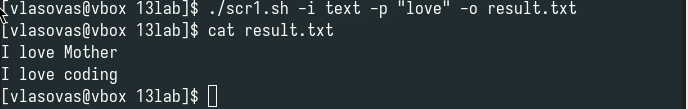 [vlasovas@vbox 13lab]$ ./scr1.sh -i text -p "love" -o result.txt
[vlasovas@vbox 13lab]$ cat result.txt
I love Mother
I love coding
[vlasovas@vbox 13lab]$